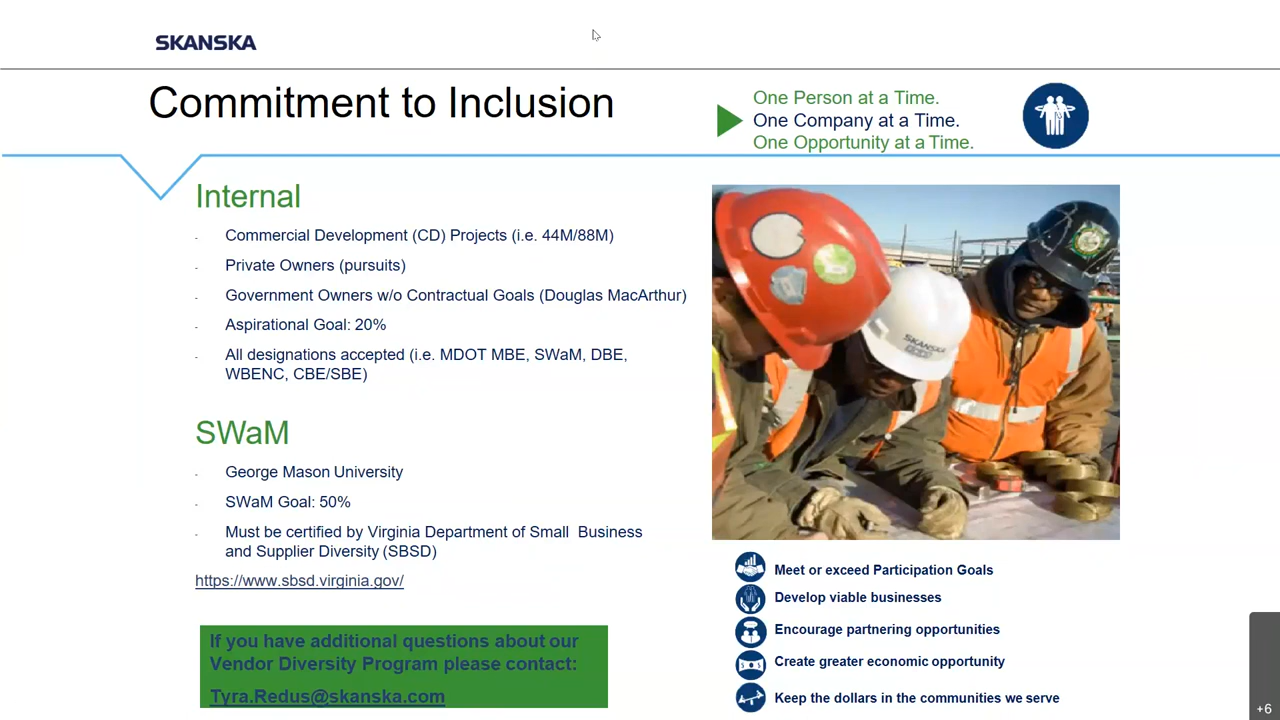 SKANSKA
Commitment to Inclusion
One Person at a Time.
One Company at a Time.
One Opportunity at a Time.
Internal
- Commercial Development (CD) Projects (i.e. 44M/88M)
- Private Owners (pursuits)
- Government Owners w/o Contractual Goals (Douglas MacArthur)
- Aspirational Goal: 20%
- All designations accepted (i.e. MDOT MBE, SWaM, DBE,
WBENC, CBE/SBE)
SWaM
- George Mason University
- SWaM Goal: 50%
- Must be certified by Virginia Department of Small Business
and Supplier Diversity (SBSD)
https://www.sbsd.virginia.gov/
If you have additional questions about our
Vendor Diversity Program please contact:
Tyra.Redus@skanska.com
SKANSKA
Meet or exceed Participation Goals
Develop viable businesses
Encourage partnering opportunities
Create greater economic opportunity
Keep the dollars in the communities we serve
+6